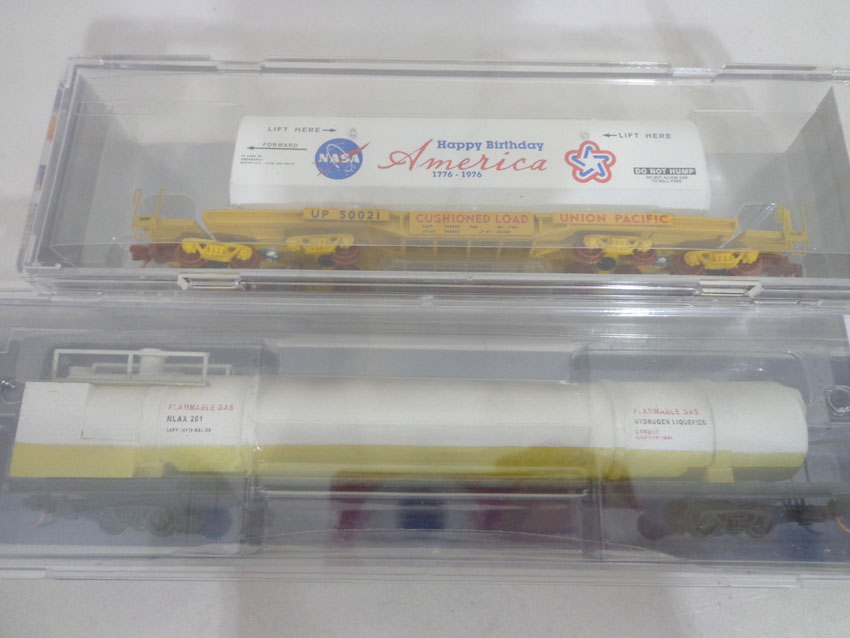 LIFT HERE →
← LIFT HERE
← FORWARD
NASA
Happy Birthday
America
1776 - 1976
DO NOT HUMP
UP 50021
CUSHIONED LOAD
UNION PACIFIC
FLAMMABLE GAS
NLAX 201
FLAMMABLE GAS
HYDROGEN LIQUEFIED